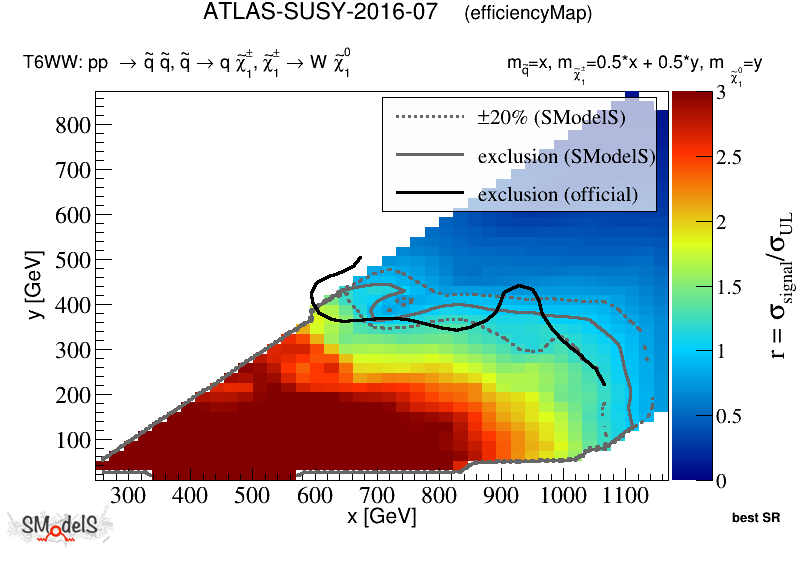 ATLAS-SUSY-2016-07 (efficiencyMap)
T6WW: pp → q̃ q̃, q̃ → q χ̃₁±, χ̃₁± → W χ̃₁⁰
m_q̃=x, m_χ̃₁±=0.5*x + 0.5*y, m_χ̃₁⁰=y
±20% (SModelS)
exclusion (SModelS)
exclusion (official)
800
700
600
500
400
300
200
100
y [GeV]
300 400 500 600 700 800 900 1000 1100
x [GeV]
3
2.5
2
1.5
1
0.5
0
r = σ_signal/σ_UL
SModelS
best SR